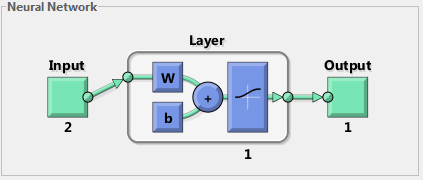 Neural Network
Layer
Input
Output
W
b
+
2
1
1